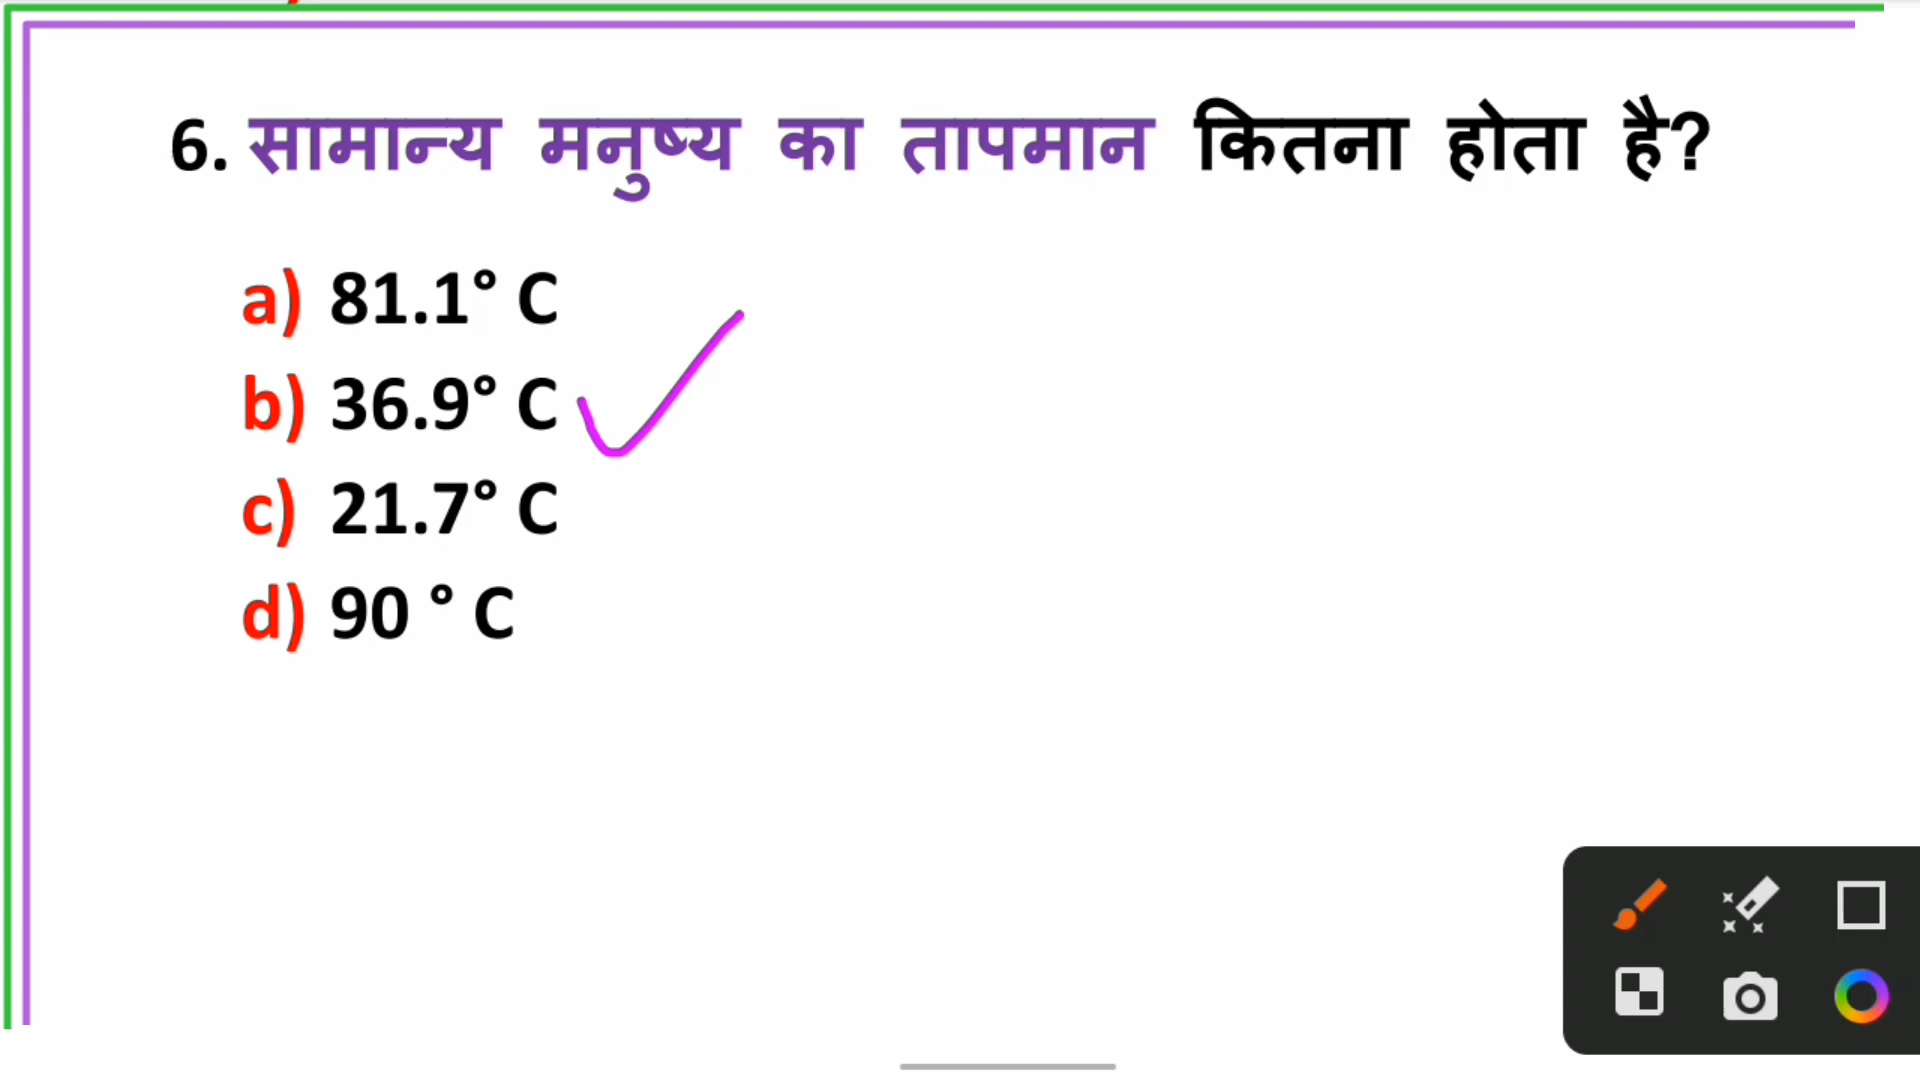 6. सामान्य मनुष्य का तापमान कितना होता है?
a) 81.1° C
b) 36.9° C
c) 21.7° C
d) 90 ° C